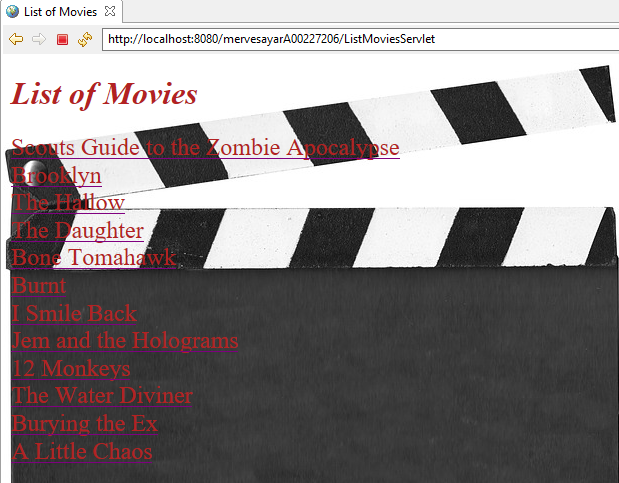 List of Movies
http://localhost:8080/mervesayarA00227206/ListMoviesServlet
List of Movies
Scouts Guide to the Zombie Apocalypse
Brooklyn
The Hallow
The Daughter
Bone Tomahawk
Burnt
I Smile Back
Jem and the Holograms
12 Monkeys
The Water Diviner
Burying the Ex
A Little Chaos